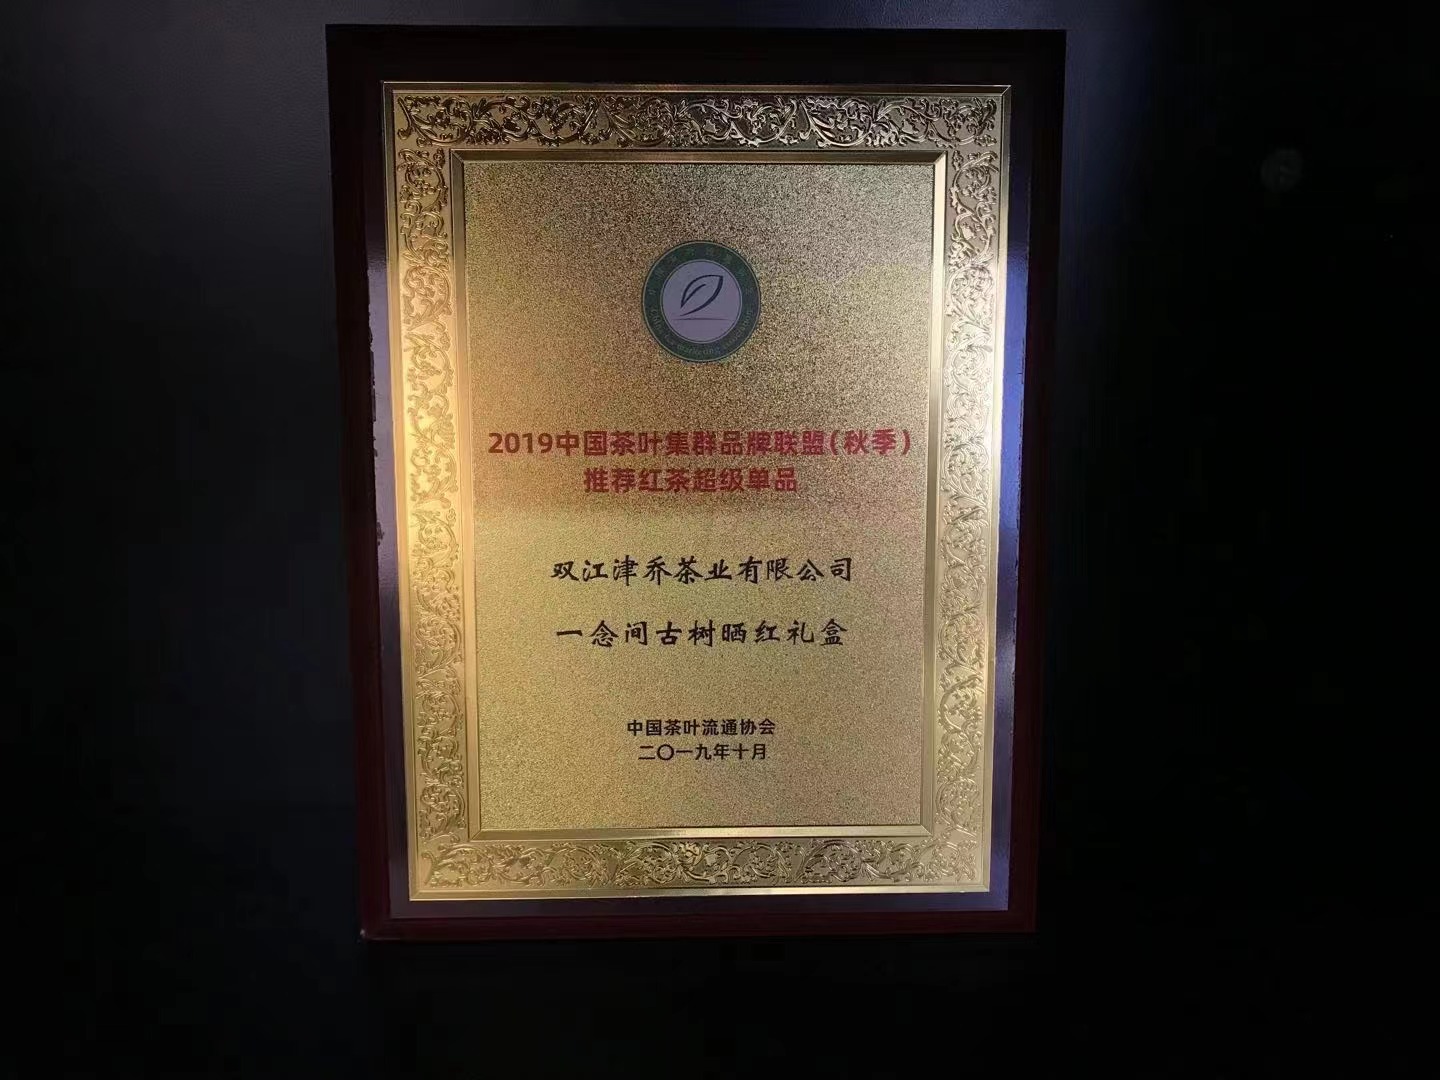 2019中国茶叶集群品牌联盟(秋季)
推荐红茶超级单品
双江津乔茶业有限公司
一念间古树晒红礼盒
中国茶叶流通协会
二〇一九年十月